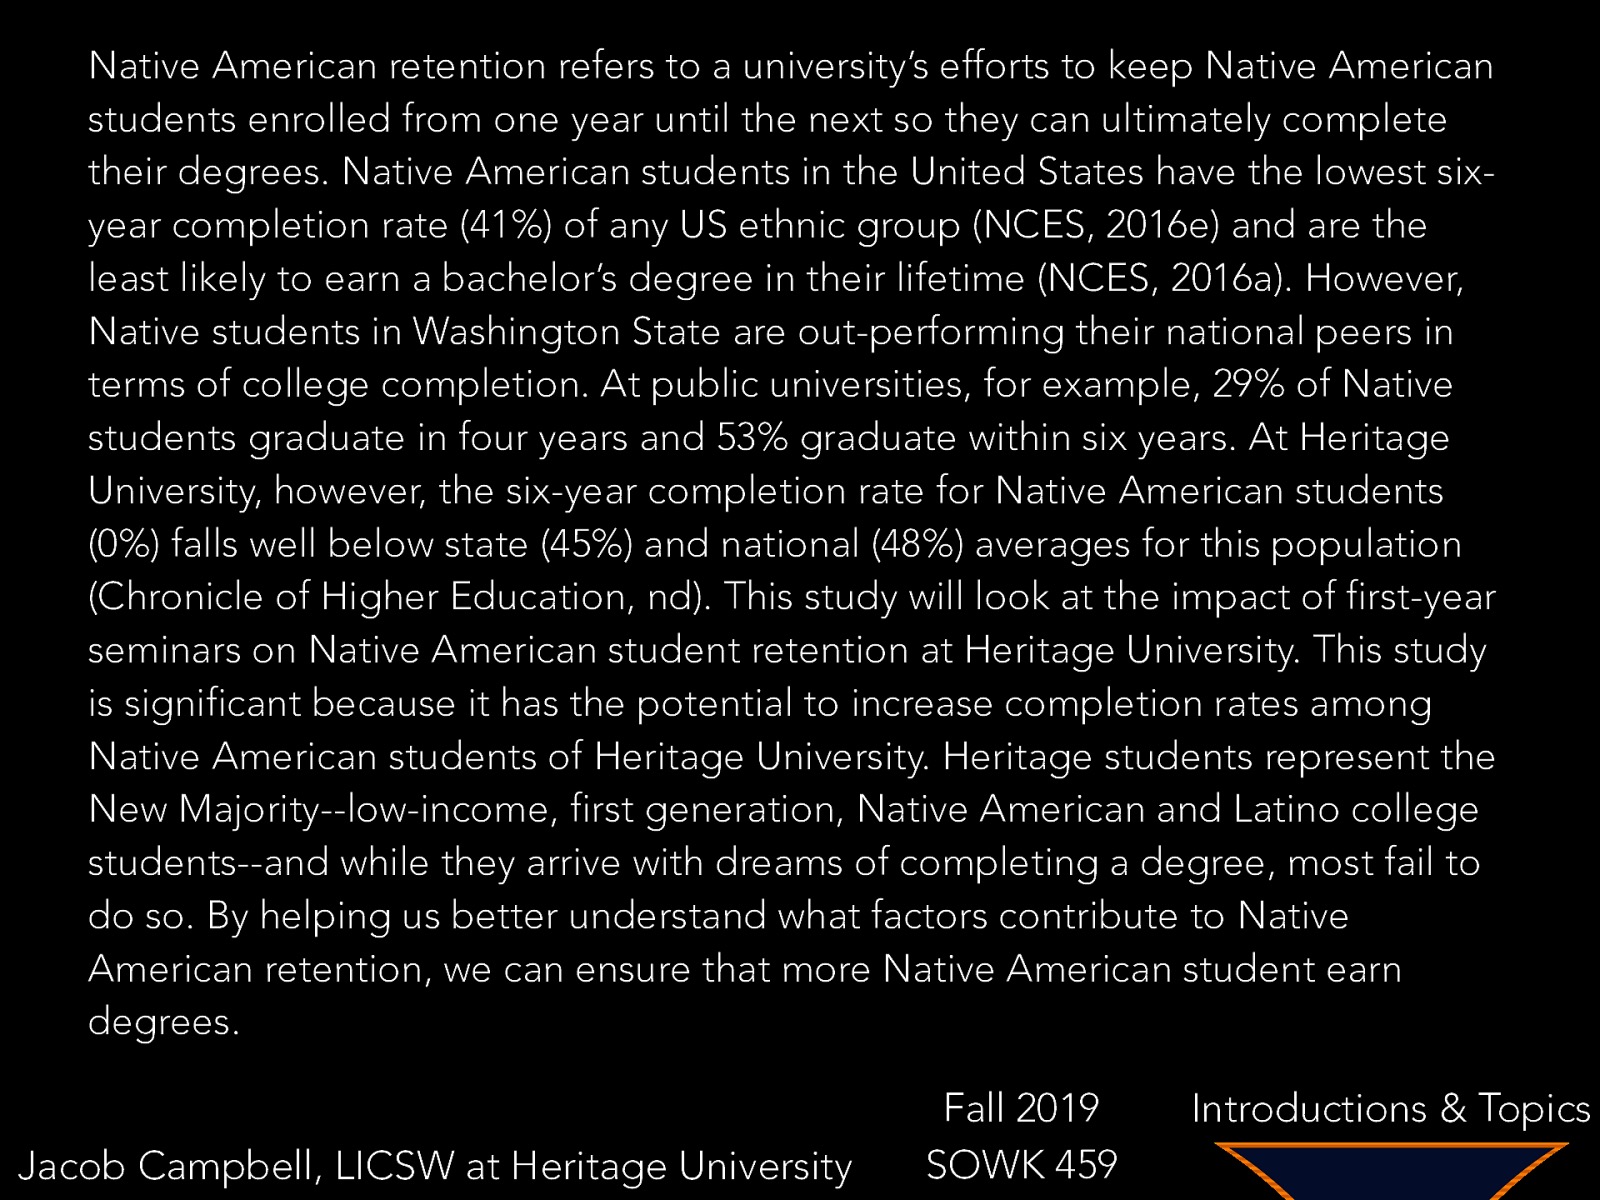 Native American retention refers to a university’s efforts to keep Native American
students enrolled from one year until the next so they can ultimately complete
their degrees. Native American students in the United States have the lowest six-
year completion rate (41%) of any US ethnic group (NCES, 2016e) and are the
least likely to earn a bachelor’s degree in their lifetime (NCES, 2016a). However,
Native students in Washington State are out-performing their national peers in
terms of college completion. At public universities, for example, 29% of Native
students graduate in four years and 53% graduate within six years. At Heritage
University, however, the six-year completion rate for Native American students
(0%) falls well below state (45%) and national (48%) averages for this population
(Chronicle of Higher Education, nd). This study will look at the impact of first-year
seminars on Native American student retention at Heritage University. This study
is significant because it has the potential to increase completion rates among
Native American students of Heritage University. Heritage students represent the
New Majority--low-income, first generation, Native American and Latino college
students--and while they arrive with dreams of completing a degree, most fail to
do so. By helping us better understand what factors contribute to Native
American retention, we can ensure that more Native American student earn
degrees.
Fall 2019
Introductions & Topics
Jacob Campbell, LICSW at Heritage University
SOWK 459